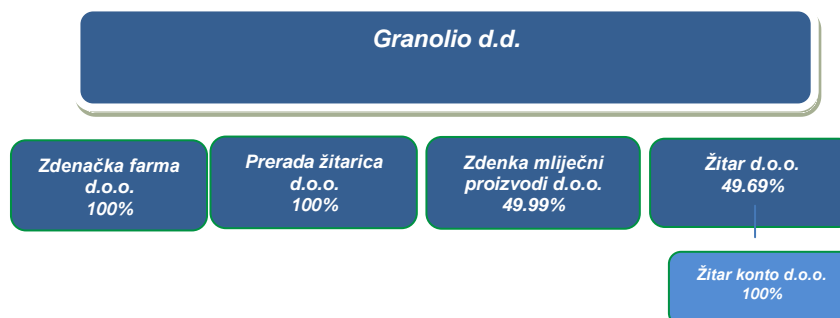 Granolio d.d.
Zdenačka farma
d.o.o.
100%
Prerada žitarica
d.o.o.
100%
Zdenka mliječni
proizvodi d.o.o.
49.99%
Žitar d.o.o.
49.69%
Žitar konto d.o.o.
100%